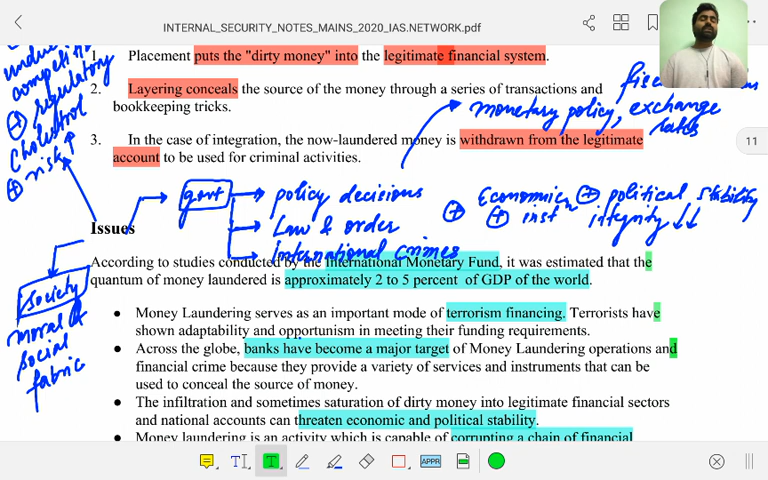 INTERNAL_SECURITY_NOTES_MAINS_2020_IAS.NETWORK.pdf
competi
1. Placement puts the "dirty money" into the legitimate financial system.
⊕ regulatory
2. Layering conceals the source of the money through a series of transactions and
bookkeeping tricks.
monetary policy, exchange
rates
3. In the case of integration, the now-laundered money is withdrawn from the legitimate
account to be used for criminal activities.
11
⊕ risk↑
govt → policy decisions
→ Law & order
→ international crimes
⊕ Economic ⊕ political stability
⊕ instⁿ integrity ↓↓
Issues
According to studies conducted by the International Monetary Fund, it was estimated that the
quantum of money laundered is approximately 2 to 5 percent of GDP of the world.
Society
moral &
social
fabric
• Money Laundering serves as an important mode of terrorism financing. Terrorists have
shown adaptability and opportunism in meeting their funding requirements.
• Across the globe, banks have become a major target of Money Laundering operations and
financial crime because they provide a variety of services and instruments that can be
used to conceal the source of money.
• The infiltration and sometimes saturation of dirty money into legitimate financial sectors
and national accounts can threaten economic and political stability.
• Money laundering is an activity which is capable of corrupting a chain of financial
T T APPR